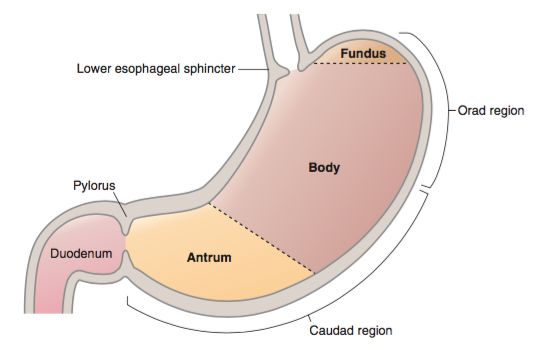 Fundus
Lower esophageal sphincter
Orad region
Body
Pylorus
Duodenum
Antrum
Caudad region